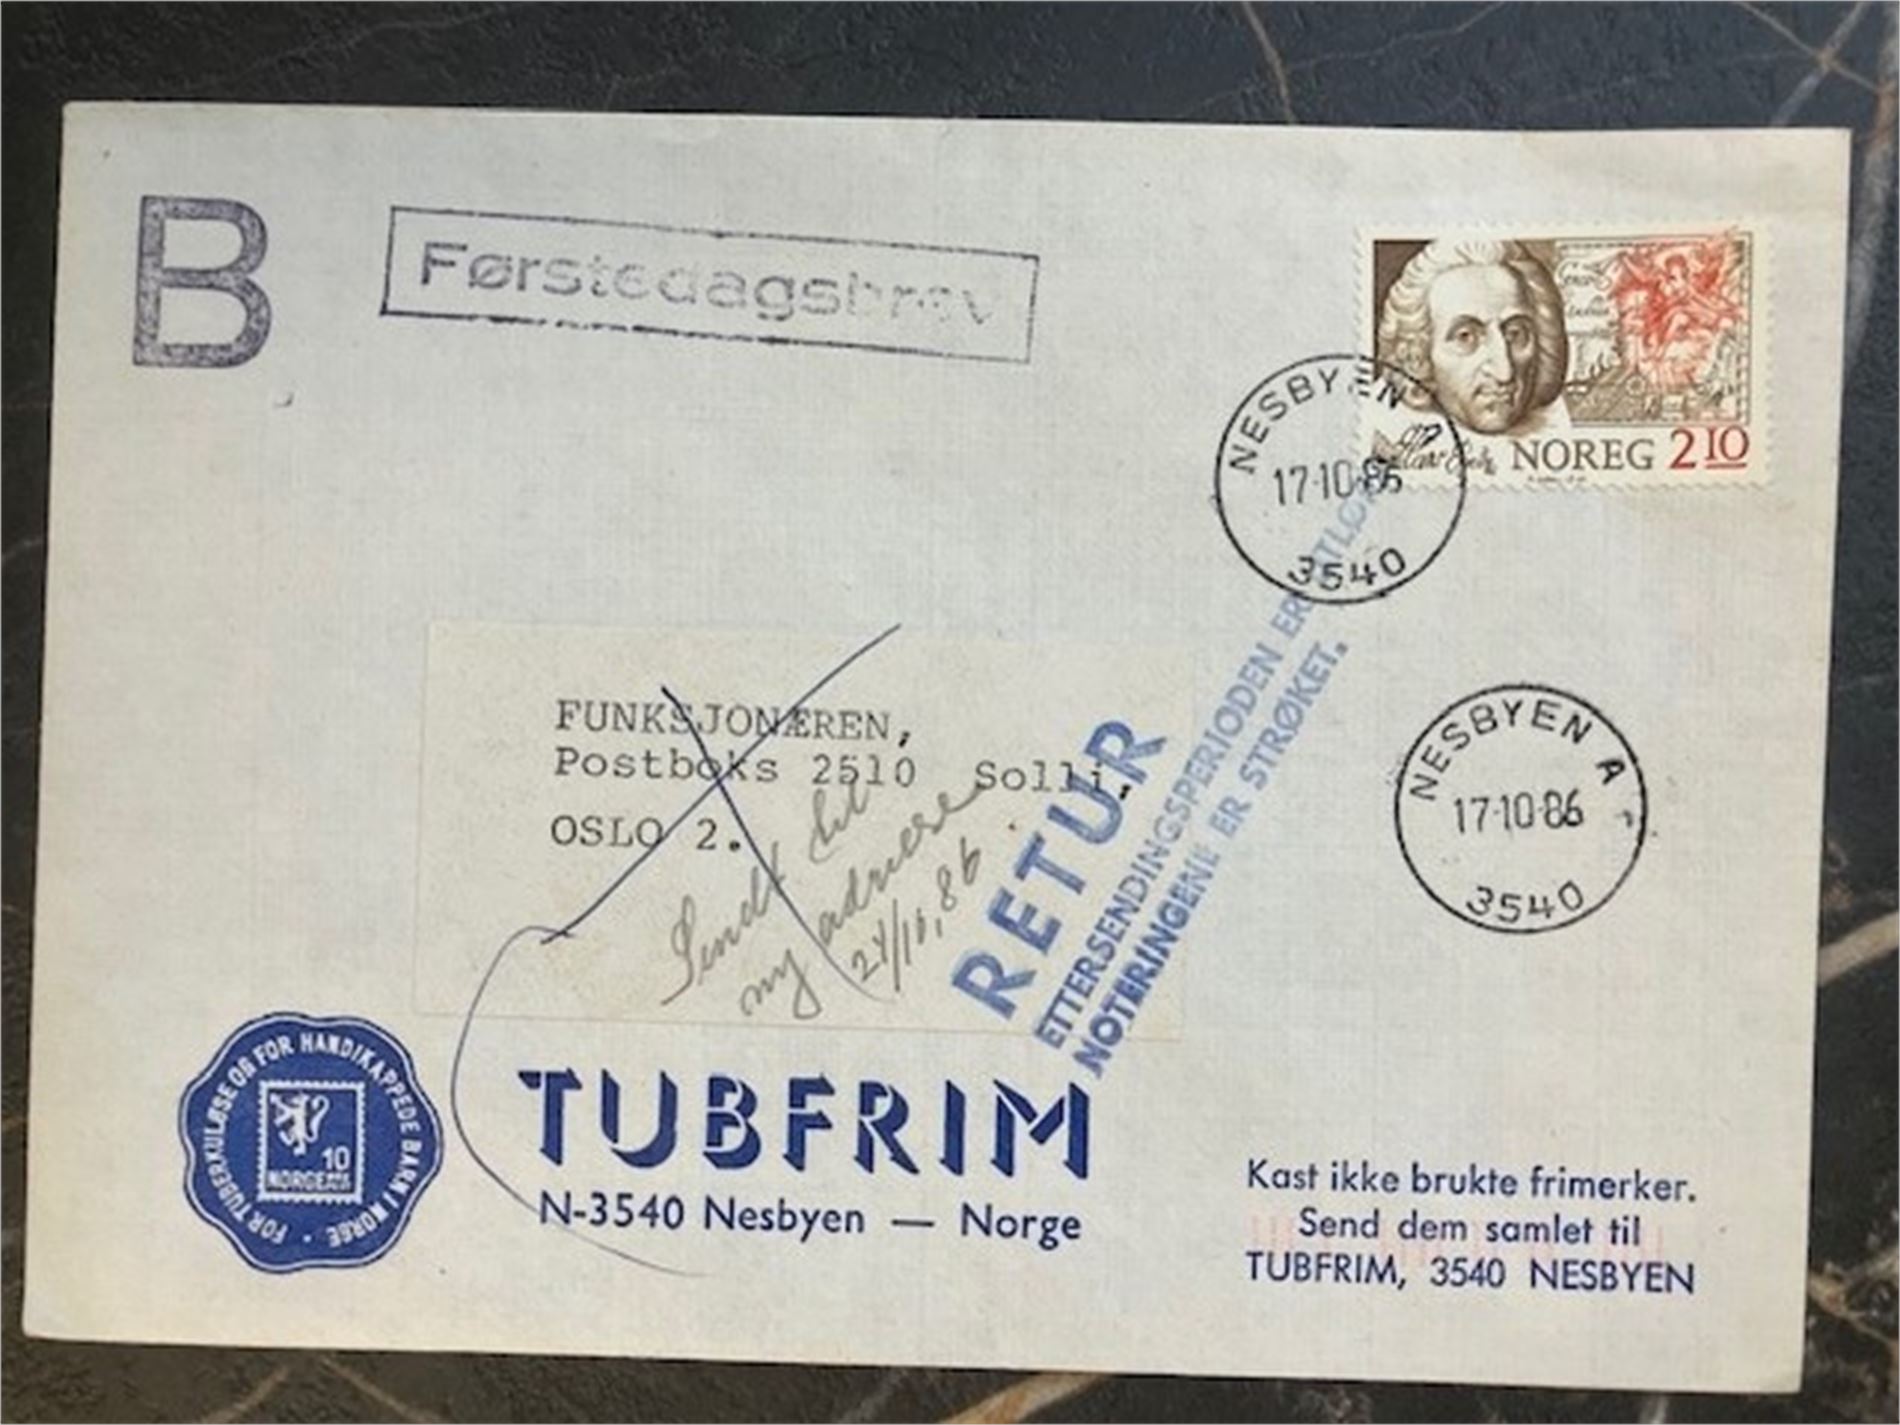 B
Førstedagsbrev
NOREG 210
NESBYEN
17·10·86
3540
NESBYEN A
17·10·86
3540
FUNKSJONÆREN,
Postboks 2510 Solli,
OSLO 2.
Sendt til
ny adresse
24/10,86
RETUR
ETTERSENDINGSPERIODEN ER UTLØPT
NOTERINGENE ER STRØKET.
FOR TUBERKULØSE OG FOR HANDIKAPPEDE BARN I NORGE ·
10
NORGE
TUBFRIM
N-3540 Nesbyen — Norge
Kast ikke brukte frimerker.
Send dem samlet til
TUBFRIM, 3540 NESBYEN